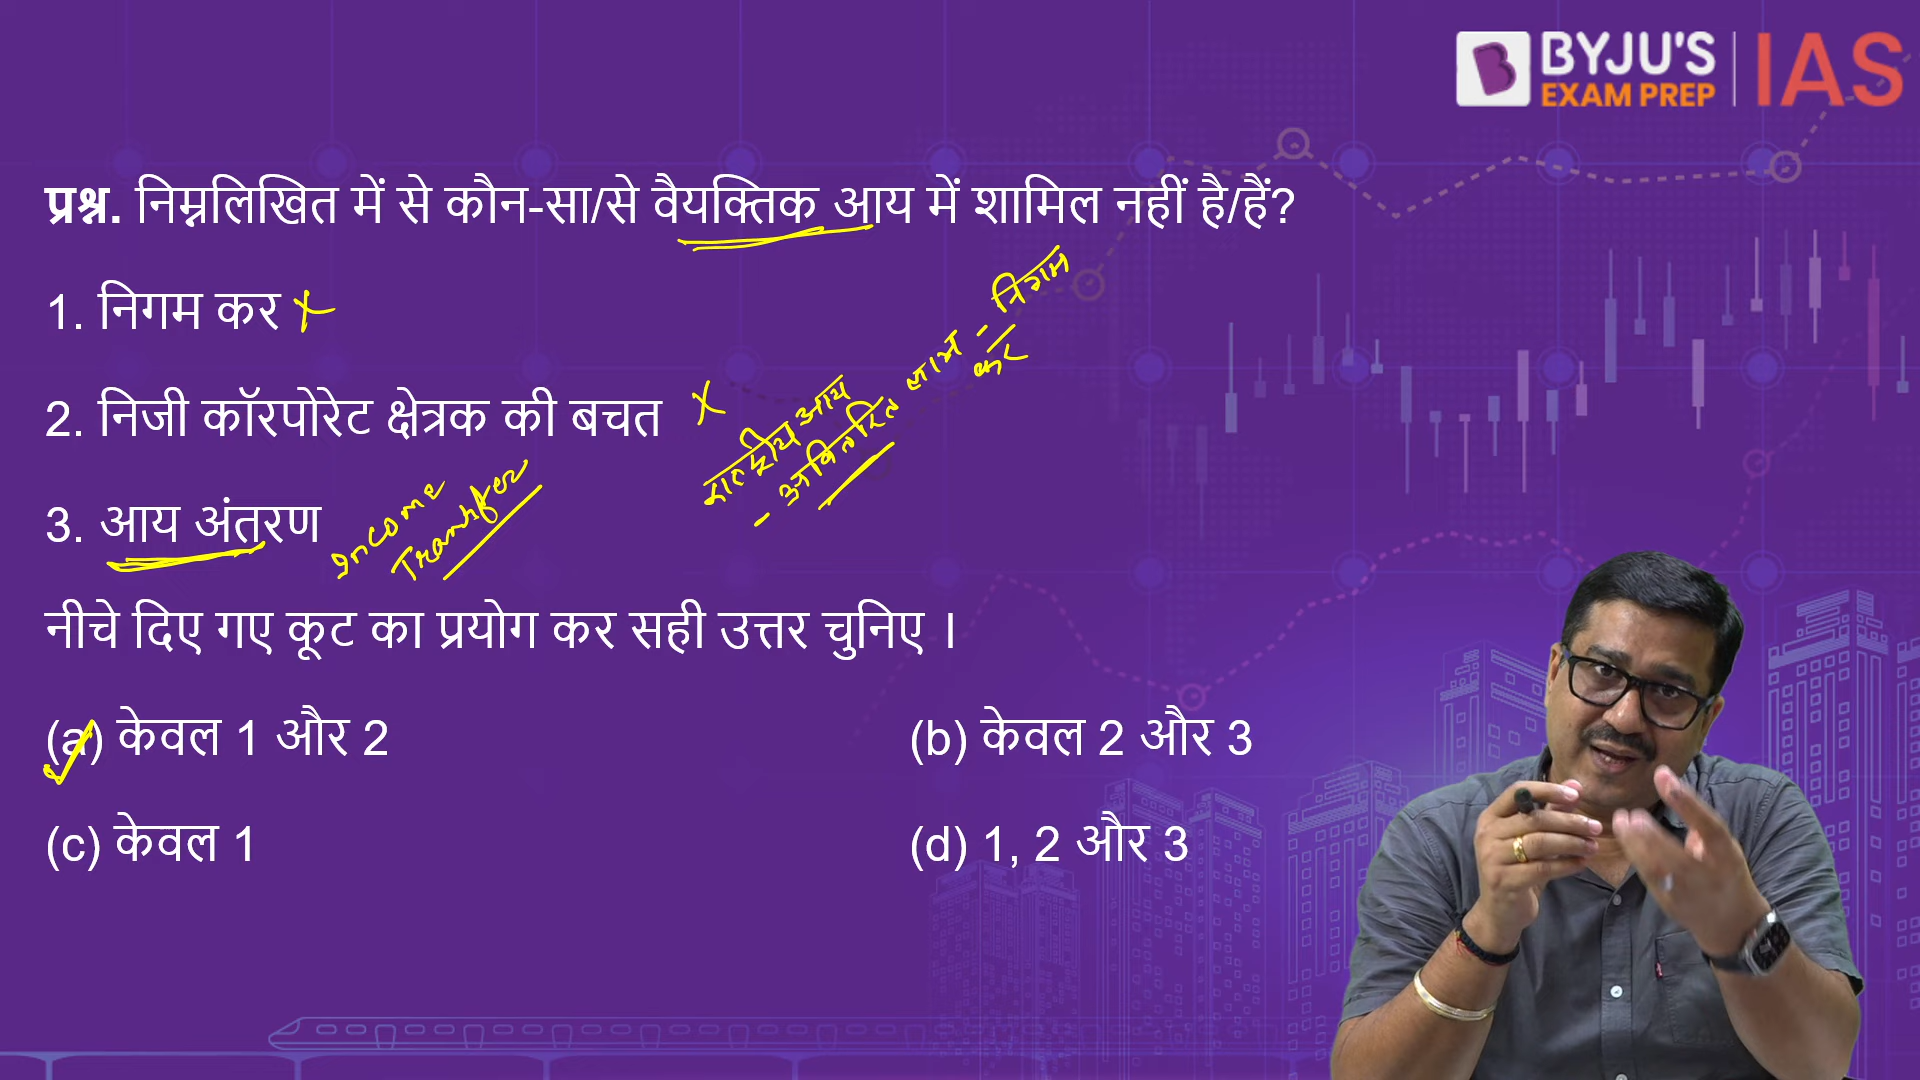 BYJU'S
EXAM PREP
IAS
प्रश्न. निम्नलिखित में से कौन-सा/से वैयक्तिक आय में शामिल नहीं है/हैं?
1. निगम कर x
2. निजी कॉरपोरेट क्षेत्रक की बचत x
राष्ट्रीय आय
- अवितरित लाभ - निगम
कर
3. आय अंतरण
Income
Transfer
नीचे दिए गए कूट का प्रयोग कर सही उत्तर चुनिए ।
(a) केवल 1 और 2
(b) केवल 2 और 3
(c) केवल 1
(d) 1, 2 और 3